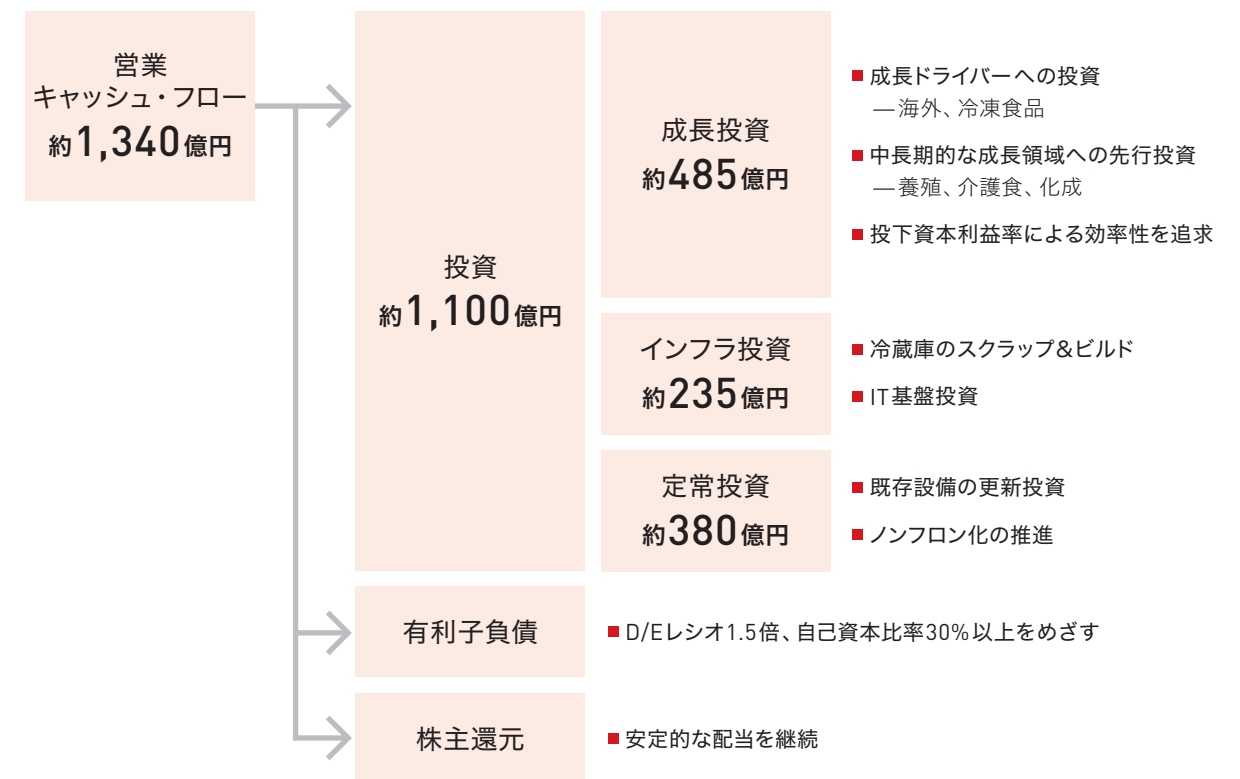 営業
キャッシュ・フロー
約1,340億円
投資
約1,100億円
成長投資
約485億円
■ 成長ドライバーへの投資
―海外、冷凍食品
■ 中長期的な成長領域への先行投資
―養殖、介護食、化成
■ 投下資本利益率による効率性を追求
インフラ投資
約235億円
■ 冷蔵庫のスクラップ&ビルド
■ IT基盤投資
定常投資
約380億円
■ 既存設備の更新投資
■ ノンフロン化の推進
有利子負債
■ D/Eレシオ1.5倍、自己資本比率30%以上をめざす
株主還元
■ 安定的な配当を継続